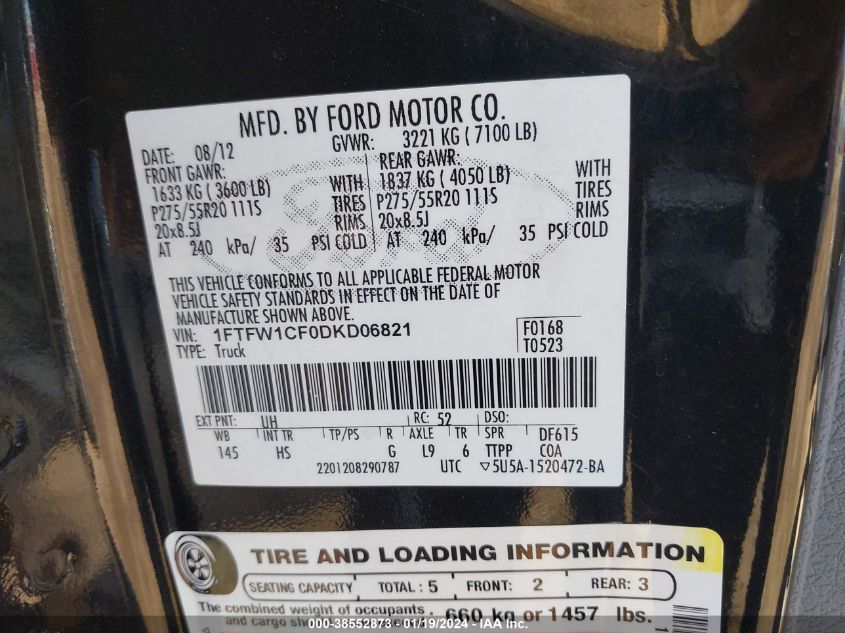 MFD. BY FORD MOTOR CO.
DATE: 08/12 GVWR: 3221 KG ( 7100 LB)
FRONT GAWR: REAR GAWR:
1633 KG ( 3600 LB) WITH 1837 KG ( 4050 LB) WITH
P275/55R20 111S TIRES P275/55R20 111S TIRES
20x8.5J RIMS 20x8.5J RIMS
AT 240 kPa/ 35 PSI COLD AT 240 kPa/ 35 PSI COLD
THIS VEHICLE CONFORMS TO ALL APPLICABLE FEDERAL MOTOR
VEHICLE SAFETY STANDARDS IN EFFECT ON THE DATE OF
MANUFACTURE SHOWN ABOVE.
VIN: 1FTFW1CF0DKD06821 F0168
TYPE: Truck T0523
EXT PNT: UH RC: 52 DSO:
WB INT TR TP/PS R AXLE TR SPR DF615
145 HS G L9 6 TTPP COA
2201208290787 UTC ▽5U5A-1520472-BA
TIRE AND LOADING INFORMATION
SEATING CAPACITY TOTAL: 5 FRONT: 2 REAR: 3
The combined weight of occupants 660 kg or 1457 lbs.
and cargo
000-38552873 - 01/19/2024 - IAA Inc.